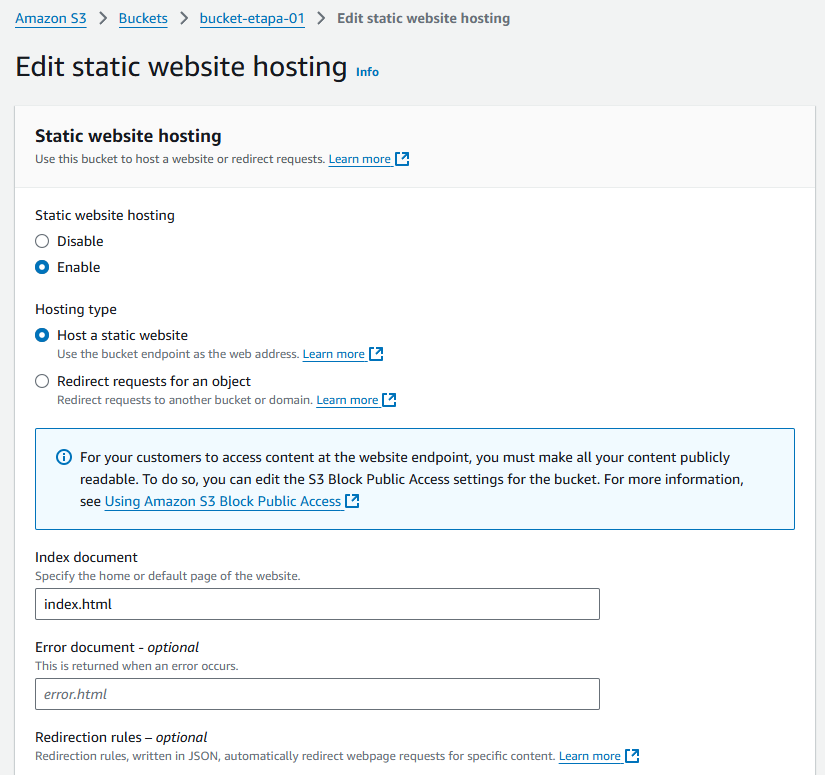 Amazon S3 > Buckets > bucket-etapa-01 > Edit static website hosting
Edit static website hosting Info
Static website hosting
Use this bucket to host a website or redirect requests. Learn more
Static website hosting
Disable
Enable
Hosting type
Host a static website
Use the bucket endpoint as the web address. Learn more
Redirect requests for an object
Redirect requests to another bucket or domain. Learn more
For your customers to access content at the website endpoint, you must make all your content publicly
readable. To do so, you can edit the S3 Block Public Access settings for the bucket. For more information,
see Using Amazon S3 Block Public Access
Index document
Specify the home or default page of the website.
index.html
Error document - optional
This is returned when an error occurs.
error.html
Redirection rules – optional
Redirection rules, written in JSON, automatically redirect webpage requests for specific content. Learn more